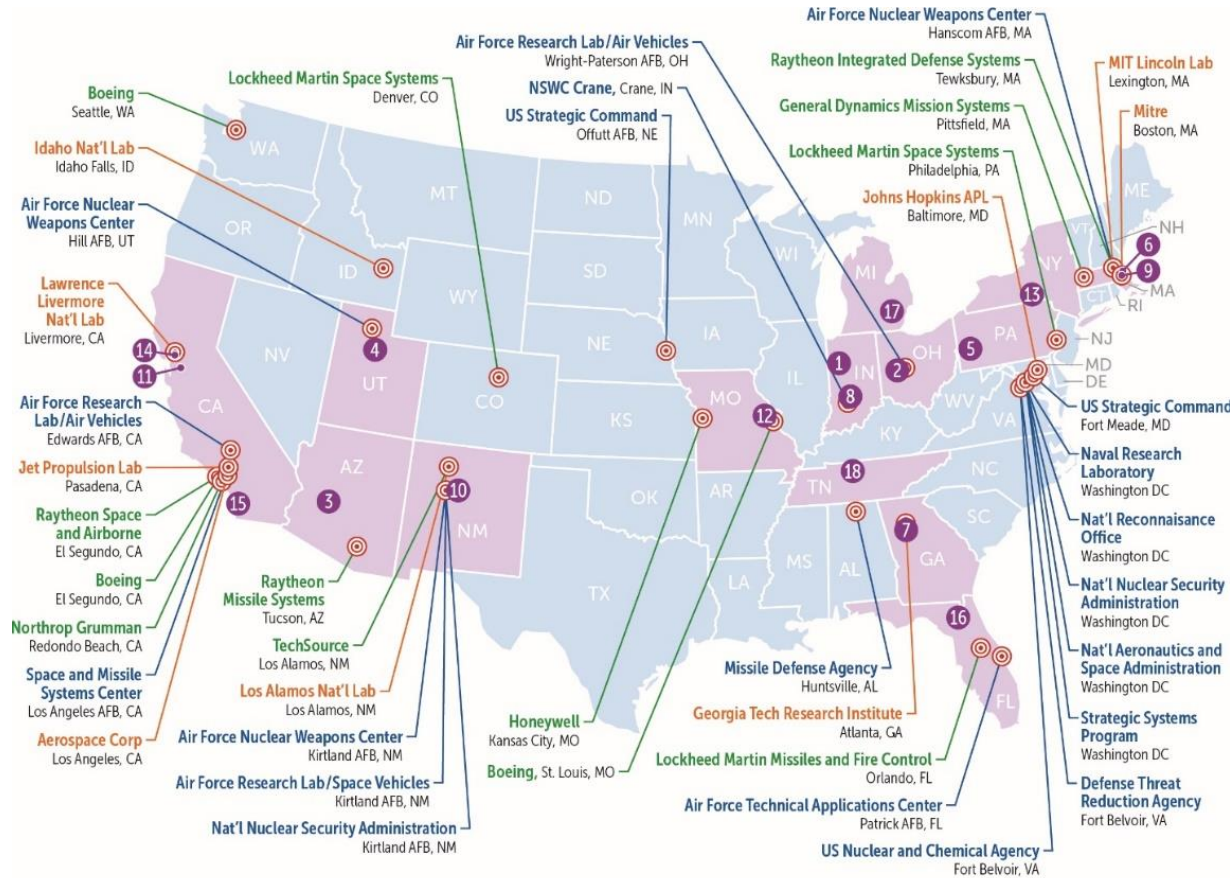 Air Force Nuclear Weapons Center
Hanscom AFB, MA
Air Force Research Lab/Air Vehicles
Wright-Paterson AFB, OH
Raytheon Integrated Defense Systems
Tewksbury, MA
MIT Lincoln Lab
Lexington, MA
Lockheed Martin Space Systems
Denver, CO
NSWC Crane, Crane, IN
Boeing
Seattle, WA
US Strategic Command
Offutt AFB, NE
General Dynamics Mission Systems
Pittsfield, MA
Mitre
Boston, MA
Idaho Nat'l Lab
Idaho Falls, ID
Lockheed Martin Space Systems
Philadelphia, PA
Johns Hopkins APL
Baltimore, MD
Air Force Nuclear
Weapons Center
Hill AFB, UT
Lawrence
Livermore
Nat'l Lab
Livermore, CA
Air Force Research
Lab/Air Vehicles
Edwards AFB, CA
Jet Propulsion Lab
Pasadena, CA
Raytheon Space
and Airborne
El Segundo, CA
Boeing
El Segundo, CA
Northrop Grumman
Redondo Beach, CA
Space and Missile
Systems Center
Los Angeles AFB, CA
Aerospace Corp
Los Angeles, CA
WA
OR
ID
MT
WY
NV
UT
CA
AZ
CO
NM
ND
SD
NE
KS
OK
TX
MN
IA
MO
AR
LA
WI
IL
MI
IN
OH
KY
TN
MS
AL
GA
FL
SC
NC
VA
WV
PA
NY
VT
NH
ME
MA
RI
CT
NJ
MD
DE
1
2
3
4
5
6
7
8
9
10
11
12
13
14
15
16
17
18
Raytheon
Missile Systems
Tucson, AZ
TechSource
Los Alamos, NM
Los Alamos Nat'l Lab
Los Alamos, NM
Air Force Nuclear Weapons Center
Kirtland AFB, NM
Air Force Research Lab/Space Vehicles
Kirtland AFB, NM
Nat'l Nuclear Security Administration
Kirtland AFB, NM
Honeywell
Kansas City, MO
Boeing, St. Louis, MO
Missile Defense Agency
Huntsville, AL
Georgia Tech Research Institute
Atlanta, GA
Lockheed Martin Missiles and Fire Control
Orlando, FL
Air Force Technical Applications Center
Patrick AFB, FL
US Nuclear and Chemical Agency
Fort Belvoir, VA
US Strategic Command
Fort Meade, MD
Naval Research
Laboratory
Washington DC
Nat'l Reconnaisance
Office
Washington DC
Nat'l Nuclear Security
Administration
Washington DC
Nat'l Aeronautics and
Space Administration
Washington DC
Strategic Systems
Program
Washington DC
Defense Threat
Reduction Agency
Fort Belvoir, VA